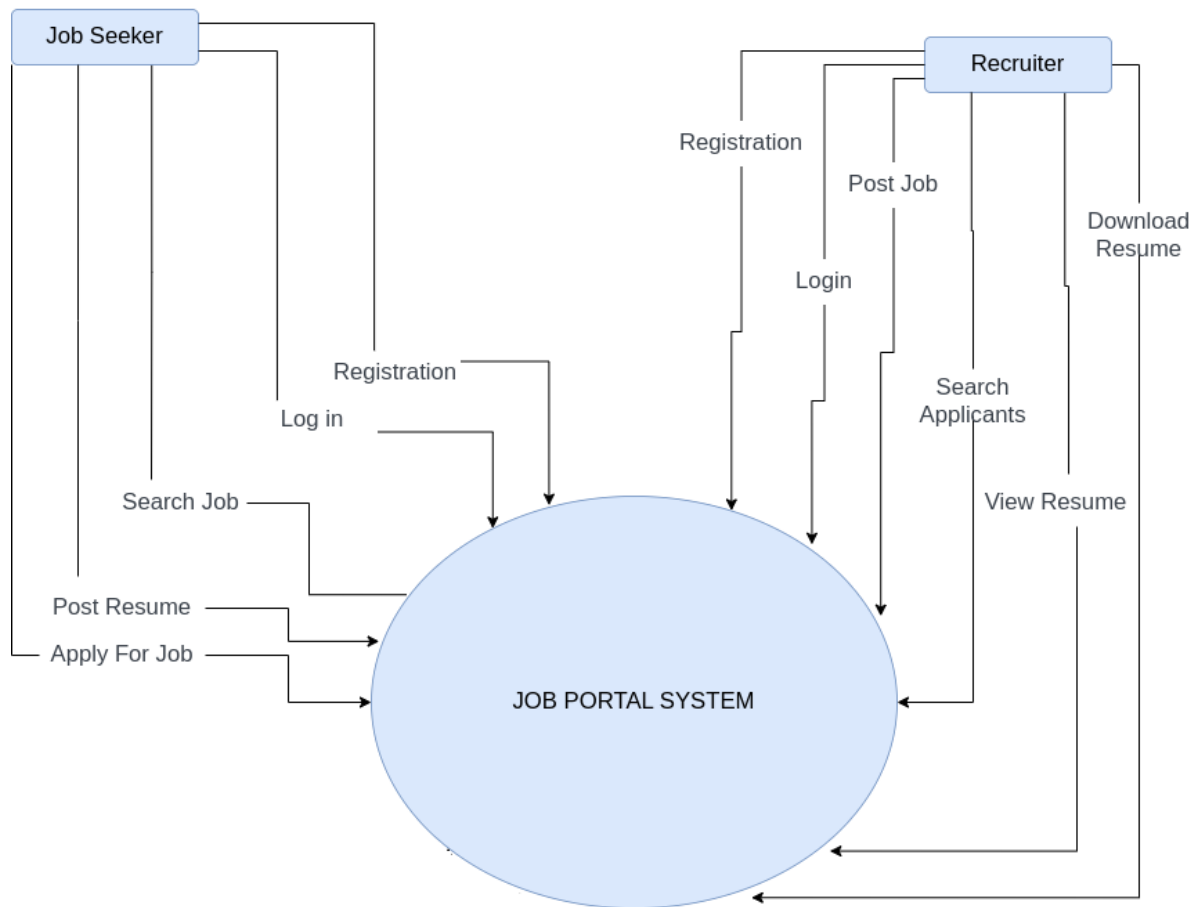 Job Seeker
Recruiter
Registration
Post Job
Download
Resume
Login
Registration
Search
Applicants
Log in
Search Job
View Resume
Post Resume
Apply For Job
JOB PORTAL SYSTEM